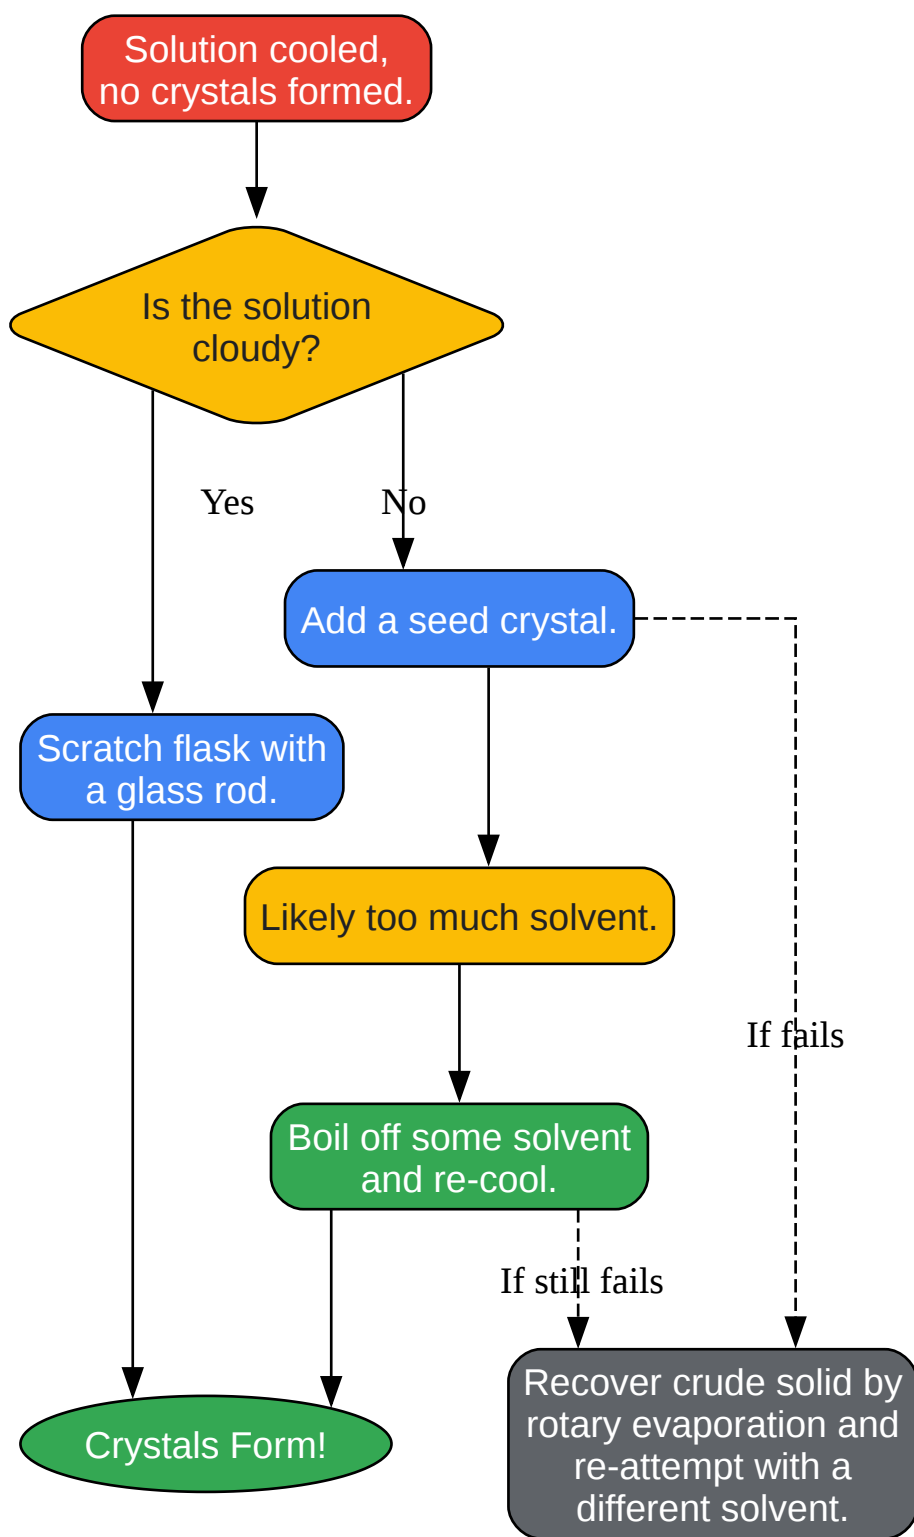 Solution cooled,
no crystals formed.
Is the solution
cloudy?
Yes
No
Add a seed crystal.
Scratch flask with
a glass rod.
Likely too much solvent.
If fails
Boil off some solvent
and re-cool.
If still fails
Crystals Form!
Recover crude solid by
rotary evaporation and
re-attempt with a
different solvent.